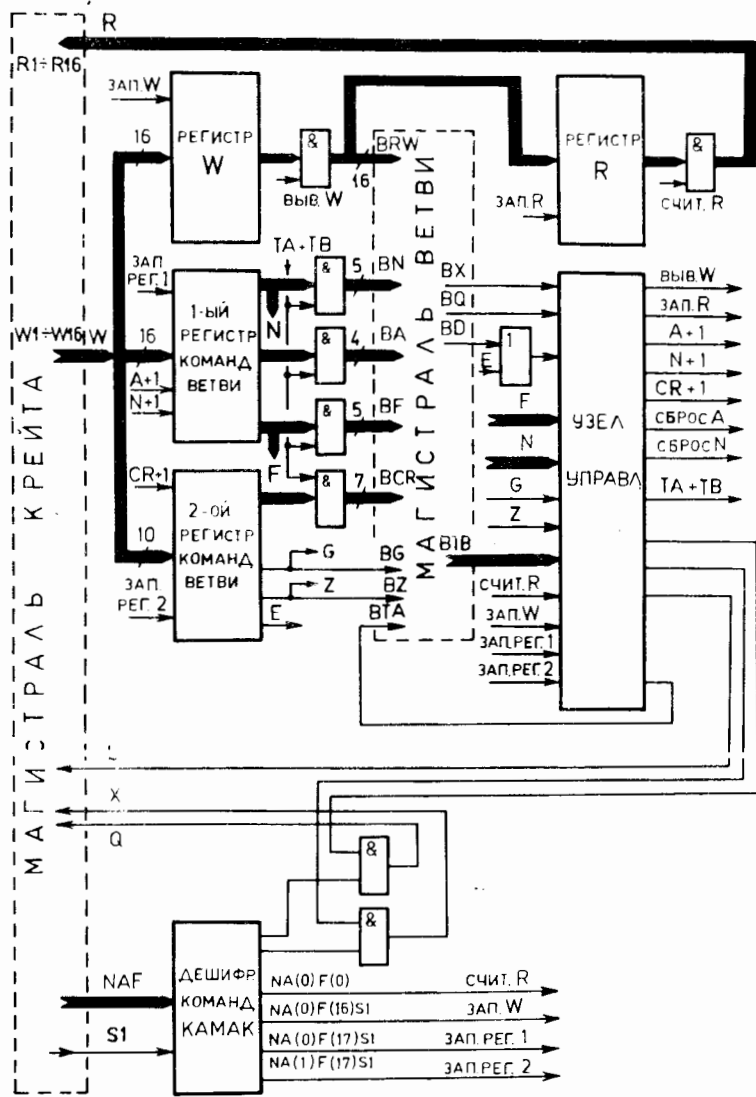 R
R1÷R16
ЗАП.W
РЕГИСТР
W
&
ВЫВ.W
16
BRW
16
РЕГИСТР
R
ЗАП.R
&
СЧИТ.R
МАГИСТРАЛЬ КРЕЙТА
МАГИСТРАЛЬ ВЕТВИ
W1÷W16
W
ЗАП
РЕГ.1
16
A+1
N+1
1-ЫЙ
РЕГИСТР
КОМАНД
ВЕТВИ
TA+TB
N
F
&
5
BN
&
4
BA
&
5
BF
&
7
BCR
CR+1
10
ЗАП.
РЕГ. 2
2-ОЙ
РЕГИСТР
КОМАНД
ВЕТВИ
G
BG
Z
BZ
E
BTA
BX
BQ
BD
1
E
F
N
G
Z
BTB
СЧИТ.R
ЗАП.W
ЗАП.РЕГ.1
ЗАП.РЕГ.2
УЗЕЛ
УПРАВЛ.
ВЫВ.W
ЗАП.R
A+1
N+1
CR+1
СБРОС A
СБРОС N
TA+TB
X
Q
&
&
NAF
S1
ДЕШИФР.
КОМАНД
КАМАК
NA(0)F(0)
СЧИТ.R
NA(0)F(16)S1
ЗАП.W
NA(0)F(17)S1
ЗАП.РЕГ. 1
NA(1)F(17)S1
ЗАП.РЕГ. 2